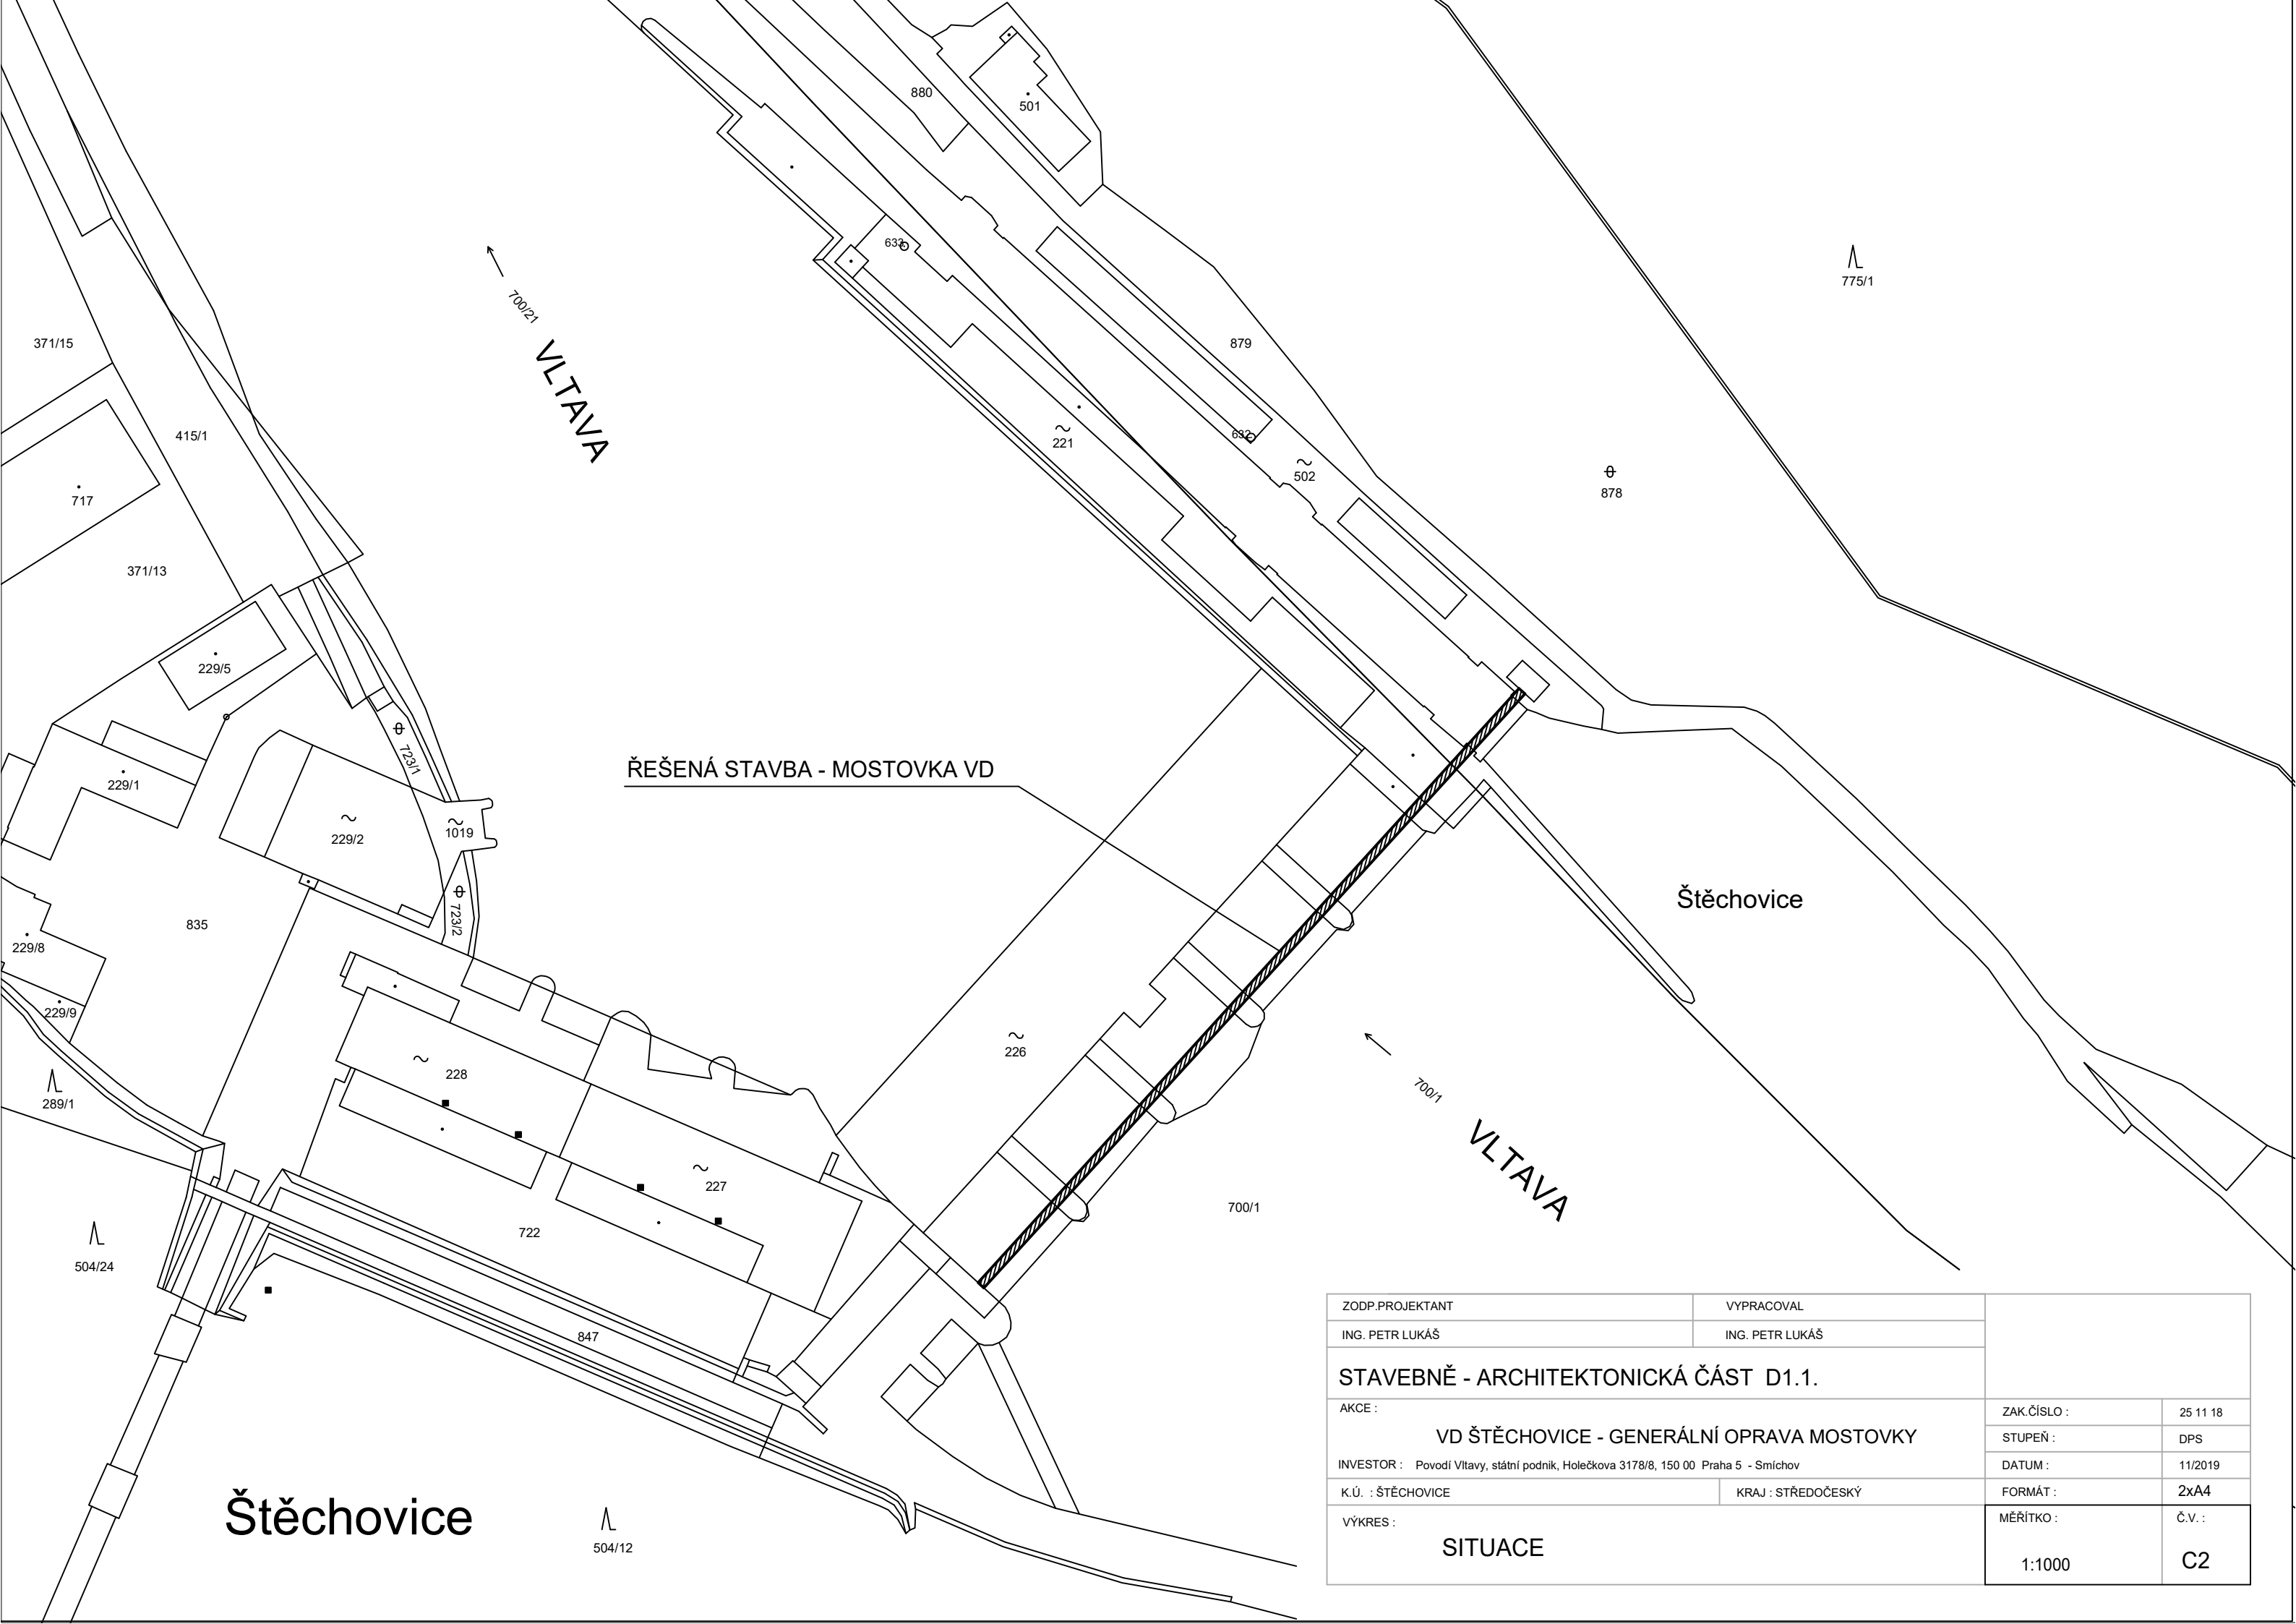 880
501
633
775/1
700/21
371/15
VLTAVA
879
415/1
221
632
502
717
878
371/13
229/5
723/1
ŘEŠENÁ STAVBA - MOSTOVKA VD
229/1
229/2
1019
723/2
Štěchovice
835
229/8
229/9
226
228
289/1
700/1
VLTAVA
227
722
700/1
504/24
847
Štěchovice
504/12
ZODP.PROJEKTANT VYPRACOVAL
ING. PETR LUKÁŠ ING. PETR LUKÁŠ
STAVEBNĚ - ARCHITEKTONICKÁ ČÁST D1.1.
AKCE :
VD ŠTĚCHOVICE - GENERÁLNÍ OPRAVA MOSTOVKY
INVESTOR : Povodí Vltavy, státní podnik, Holečkova 3178/8, 150 00 Praha 5 - Smíchov
K.Ú. : ŠTĚCHOVICE KRAJ : STŘEDOČESKÝ
VÝKRES :
SITUACE
ZAK.ČÍSLO : 25 11 18
STUPEŇ : DPS
DATUM : 11/2019
FORMÁT : 2xA4
MĚŘÍTKO : Č.V. :
1:1000 C2